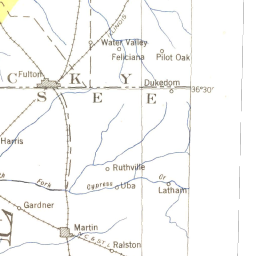 ILLINOIS
Water Valley
Feliciana
Pilot Oak
Fulton
C K Y
Dukedom
36°30'
S E E
Harris
Ruthville
Fork
Cypress
Cr
Uba
Latham
Gardner
Martin
Ralston